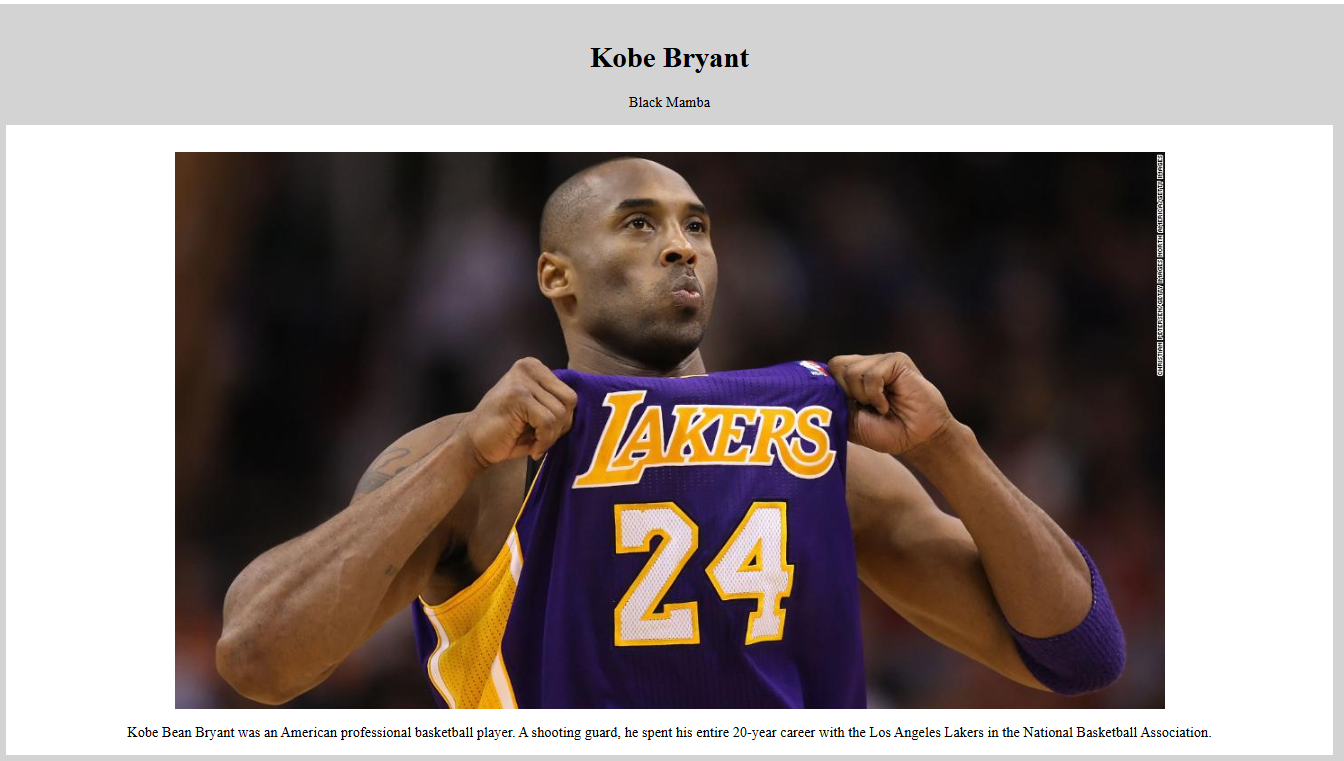 Kobe Bryant
Black Mamba
CHRISTIAN PETERSEN/GETTY IMAGES NORTH AMERICA/GETTY IMAGES
LAKERS
24
Kobe Bean Bryant was an American professional basketball player. A shooting guard, he spent his entire 20-year career with the Los Angeles Lakers in the National Basketball Association.